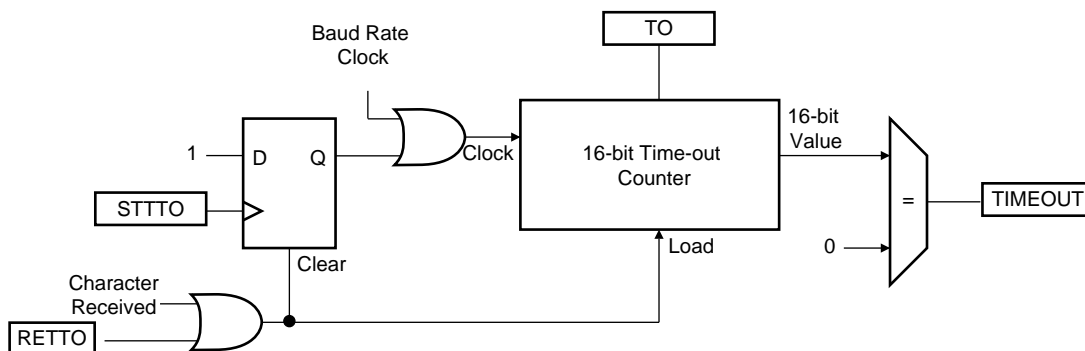 TO
Baud Rate
Clock
16-bit
Value
1
D
Q
Clock
16-bit Time-out
Counter
=
TIMEOUT
STTTO
0
Load
Clear
Character
Received
RETTO